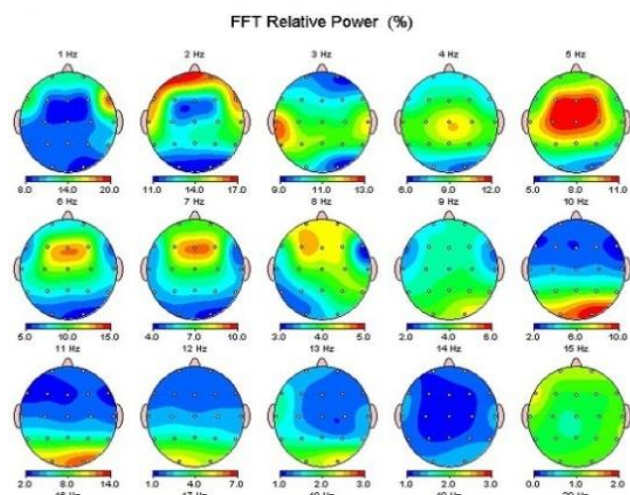 FFT Relative Power (%)
1 Hz 2 Hz 3 Hz 4 Hz 5 Hz
8.0 14.0 20.0 11.0 14.0 17.0 9.0 11.0 13.0 6.0 9.0 12.0 5.0 8.0 11.0
6 Hz 7 Hz 8 Hz 9 Hz 10 Hz
5.0 10.0 15.0 4.0 7.0 10.0 3.0 4.0 5.0 2.0 4.0 6.0 2.0 6.0 10.0
11 Hz 12 Hz 13 Hz 14 Hz 15 Hz
2.0 8.0 14.0 1.0 4.0 7.0 1.0 2.0 3.0 1.0 2.0 3.0 0.0 1.0 2.0